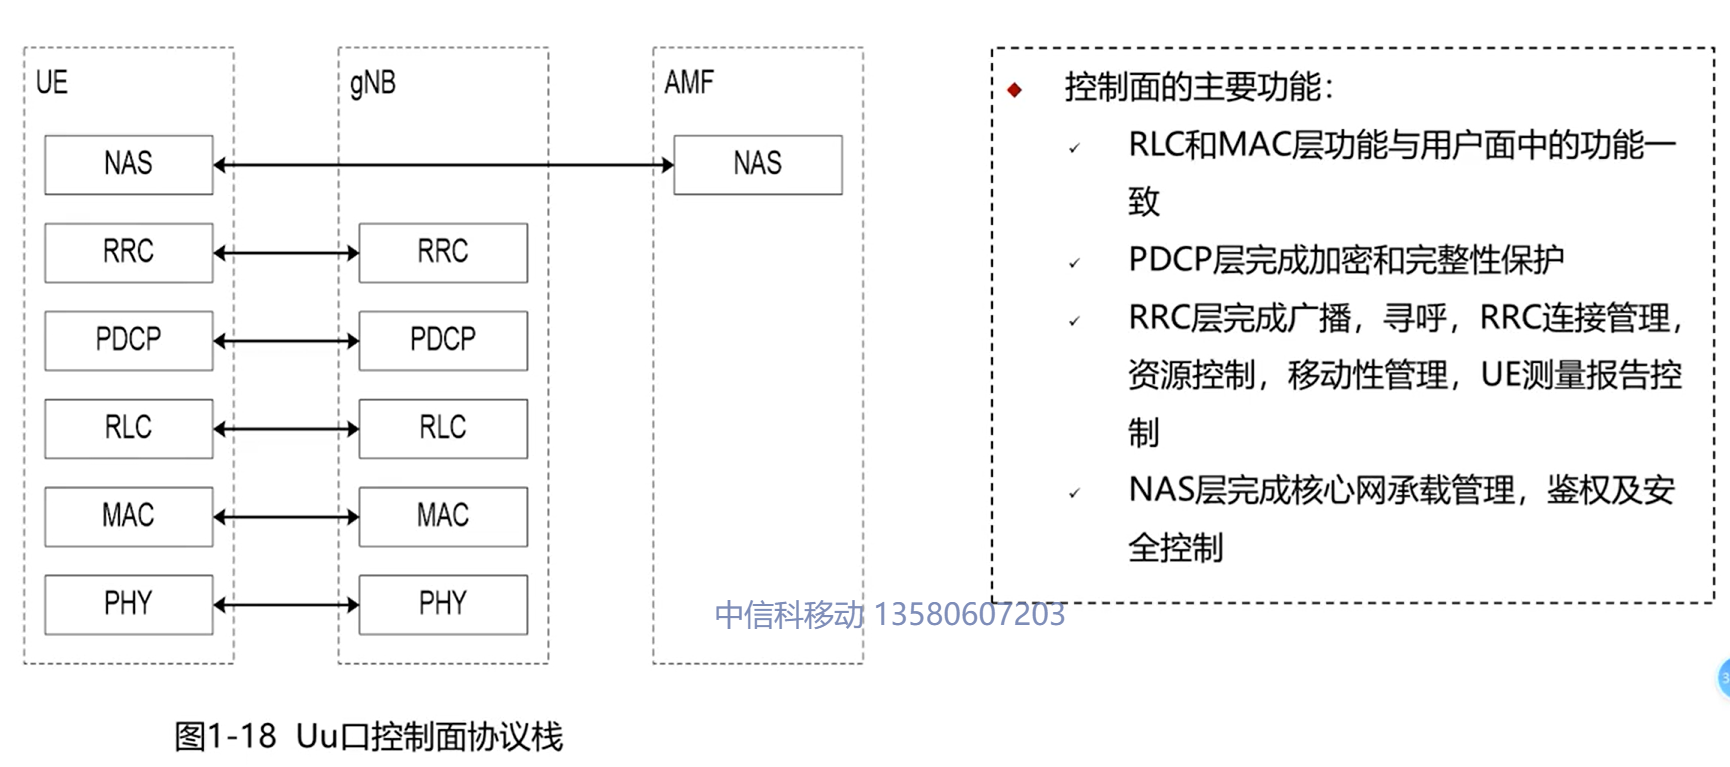 UE
gNB
AMF
NAS
NAS
RRC
RRC
PDCP
PDCP
RLC
RLC
MAC
MAC
PHY
PHY
图1-18 Uu口控制面协议栈
控制面的主要功能：
RLC和MAC层功能与用户面中的功能一
致
PDCP层完成加密和完整性保护
RRC层完成广播，寻呼，RRC连接管理，
资源控制，移动性管理，UE测量报告控
制
NAS层完成核心网承载管理，鉴权及安
全控制
中信科移动 13580607203
3